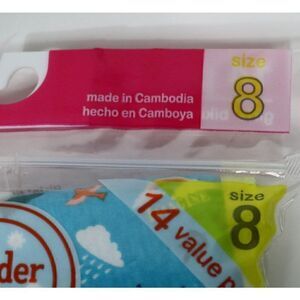 size
8
made in Cambodia
hecho en Camboya
size
8
14 value p
der